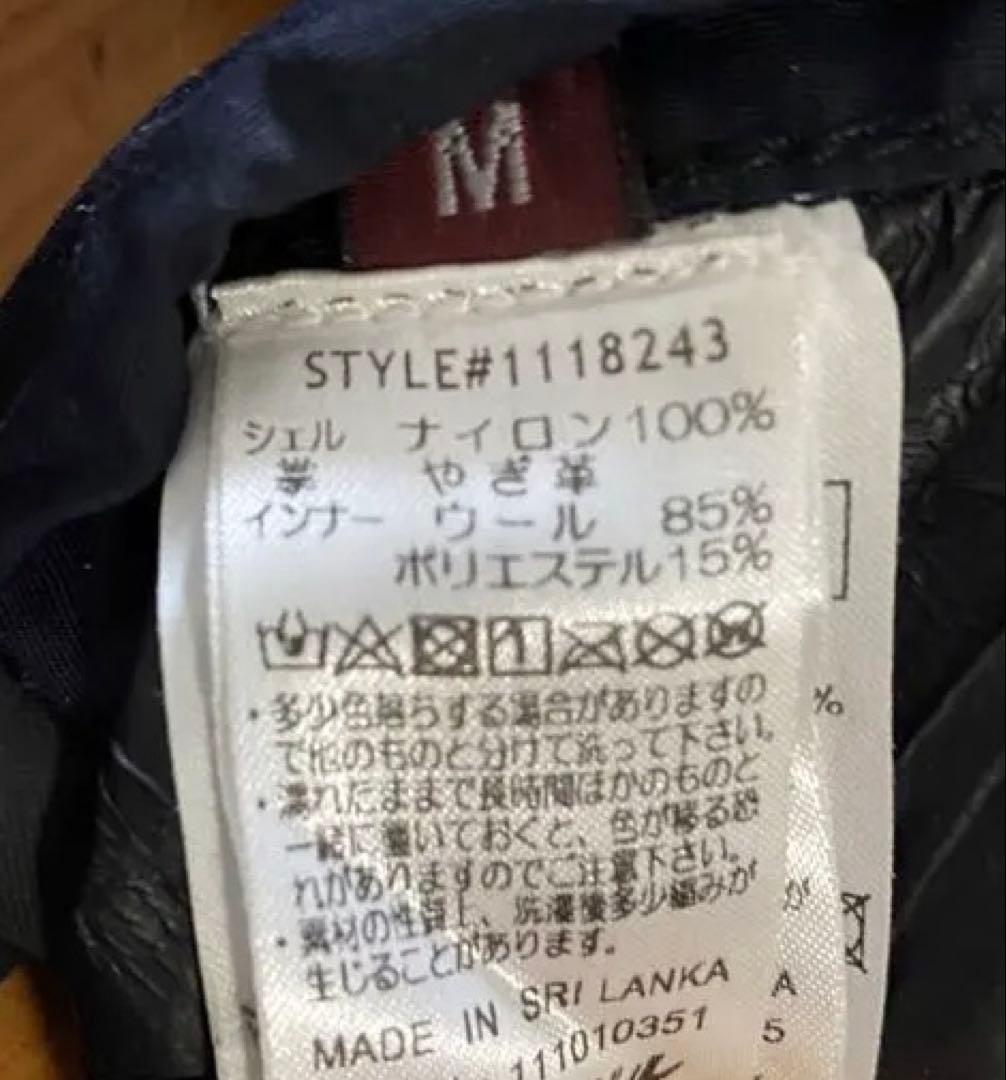 M
STYLE#1118243
シェル ナイロン100%
革 やぎ革
インナー ウール 85%
ポリエステル15%
・多少色落ちする場合がありますの
で他のものと分けて洗って下さい。
・濡れたままで長時間ほかのものと
一緒に置いておくと、色が移る恐
れがありますのでご注意下さい。
・素材の性質上、洗濯後多少縮みが
生じることがあります。
MADE IN SRI LANKA
111010351
%
が
A
5